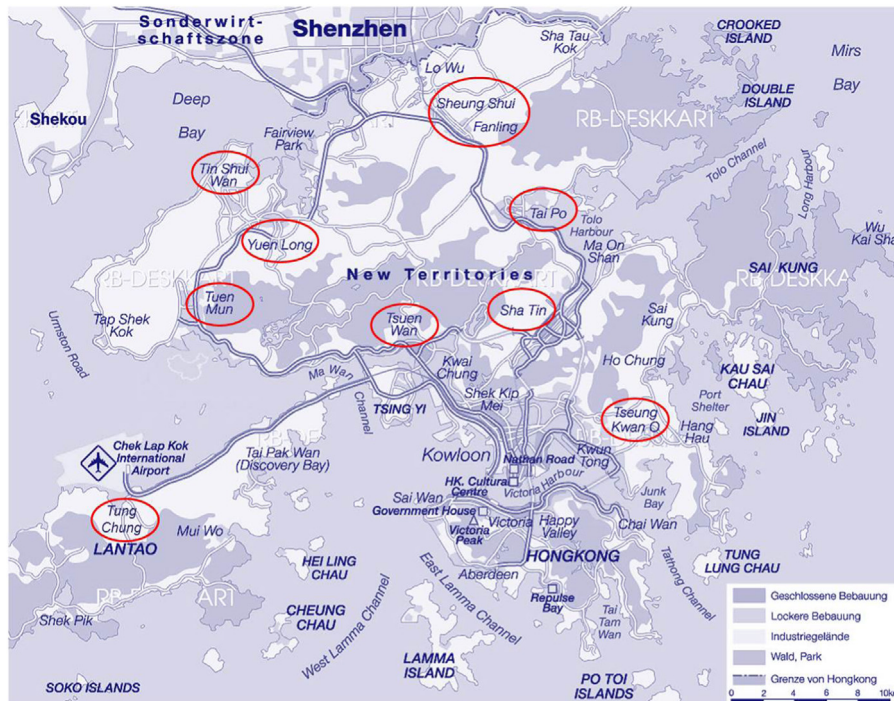 Sonderwirt-
schaftszone
Shenzhen
Sha Tau
Kok
CROOKED
ISLAND
Mirs
Bay
Lo Wu
Deep
Bay
Shekou
Sheung Shui
Fanling
DOUBLE
ISLAND
RB-DESKKART
Fairview
Park
Tin Shui
Wan
Tolo Channel
Long Harbour
Tai Po
Tolo
Harbour
Wu
Kai Sha
Yuen Long
Ma On
Shan
New Territories
SAI KUNG
RB-DESKKART
RB-DESKKART
RB-DESKKA
Tuen
Mun
Tap Shek
Kok
Tsuen
Wan
Sha Tin
Sai
Kung
Urmston Road
Ho Chung
KAU SAI
CHAU
Kwai
Chung
Ma Wan
Channel
Shek Kip
Mei
TSING YI
Port
Shelter
JIN
ISLAND
Tseung
Kwan O
Hang
Hau
Chek Lap Kok
International
Airport
Tai Pak Wan
(Discovery Bay)
Kowloon
Nathan Road
Kwun
Tong
HK. Cultural
Centre
Victoria Harbour
Junk
Bay
Sai Wan
Government House
Victoria
Victoria
Peak
Happy
Valley
Chai Wan
Tung
Chung
LANTAO
Mui Wo
HEI LING
CHAU
HONGKONG
Tathong Channel
TUNG
LUNG CHAU
Aberdeen
East Lamma Channel
Repulse
Bay
RB-DESKKART
CHEUNG
CHAU
West Lamma Channel
Tai
Tam
Wan
Shek Pik
LAMMA
ISLAND
SOKO ISLANDS
PO TOI
ISLANDS
Geschlossene Bebauung
Lockere Bebauung
Industriegelände
Wald, Park
Grenze von Hongkong
0 2 4 6 8 10km